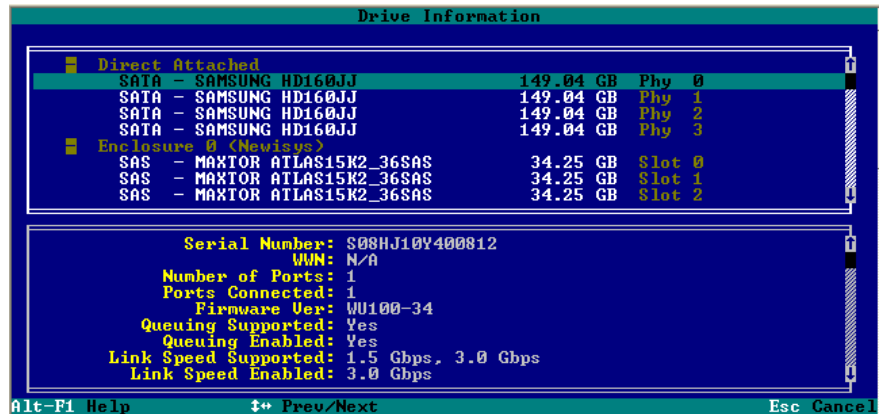 Drive Information
- Direct Attached
SATA - SAMSUNG HD160JJ 149.04 GB Phy 0
SATA - SAMSUNG HD160JJ 149.04 GB Phy 1
SATA - SAMSUNG HD160JJ 149.04 GB Phy 2
SATA - SAMSUNG HD160JJ 149.04 GB Phy 3
- Enclosure 0 (Newisys)
SAS - MAXTOR ATLAS15K2_36SAS 34.25 GB Slot 0
SAS - MAXTOR ATLAS15K2_36SAS 34.25 GB Slot 1
SAS - MAXTOR ATLAS15K2_36SAS 34.25 GB Slot 2
Serial Number: S08HJ10Y400812
WWN: N/A
Number of Ports: 1
Ports Connected: 1
Firmware Ver: WU100-34
Queuing Supported: Yes
Queuing Enabled: Yes
Link Speed Supported: 1.5 Gbps, 3.0 Gbps
Link Speed Enabled: 3.0 Gbps
Alt-F1 Help ↕↔ Prev/Next Esc Cancel